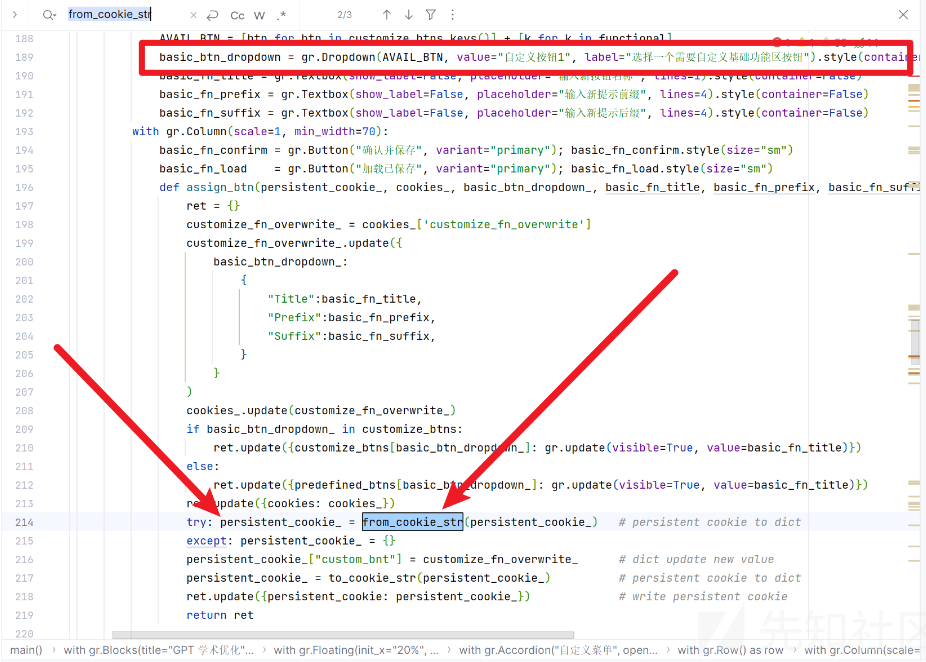 from_cookie_str
Cc W .* 2/3
188 AVAIL_BTN = [btn for btn in customize_btns.keys()] + [k for k in functional]
189 basic_btn_dropdown = gr.Dropdown(AVAIL_BTN, value="自定义按钮1", label="选择一个需要自定义基础功能区按钮").style(container
190 basic_fn_title = gr.Textbox(show_label=False, placeholder="输入新按钮名称", lines=1).style(container=False)
191 basic_fn_prefix = gr.Textbox(show_label=False, placeholder="输入新提示前缀", lines=4).style(container=False)
192 basic_fn_suffix = gr.Textbox(show_label=False, placeholder="输入新提示后缀", lines=4).style(container=False)
193 with gr.Column(scale=1, min_width=70):
194 basic_fn_confirm = gr.Button("确认并保存", variant="primary"); basic_fn_confirm.style(size="sm")
195 basic_fn_load = gr.Button("加载已保存", variant="primary"); basic_fn_load.style(size="sm")
196 def assign_btn(persistent_cookie_, cookies_, basic_btn_dropdown_, basic_fn_title, basic_fn_prefix, basic_fn_suff
197 ret = {}
198 customize_fn_overwrite_ = cookies_['customize_fn_overwrite']
199 customize_fn_overwrite_.update({
200 basic_btn_dropdown_:
201 {
202 "Title":basic_fn_title,
203 "Prefix":basic_fn_prefix,
204 "Suffix":basic_fn_suffix,
205 }
206 }
207 )
208 cookies_.update(customize_fn_overwrite_)
209 if basic_btn_dropdown_ in customize_btns:
210 ret.update({customize_btns[basic_btn_dropdown_]: gr.update(visible=True, value=basic_fn_title)})
211 else:
212 ret.update({predefined_btns[basic_btn_dropdown_]: gr.update(visible=True, value=basic_fn_title)})
213 ret.update({cookies: cookies_})
214 try: persistent_cookie_ = from_cookie_str(persistent_cookie_) # persistent cookie to dict
215 except: persistent_cookie_ = {}
216 persistent_cookie_["custom_bnt"] = customize_fn_overwrite_ # dict update new value
217 persistent_cookie_ = to_cookie_str(persistent_cookie_) # persistent cookie to dict
218 ret.update({persistent_cookie: persistent_cookie_}) # write persistent cookie
219 return ret
220
main() › with gr.Blocks(title="GPT 学术优化"... › with gr.Floating(init_x="20%", ... › with gr.Accordion("自定义菜单", open... › with gr.Row() as row › with gr.Column(scale=
先知社区